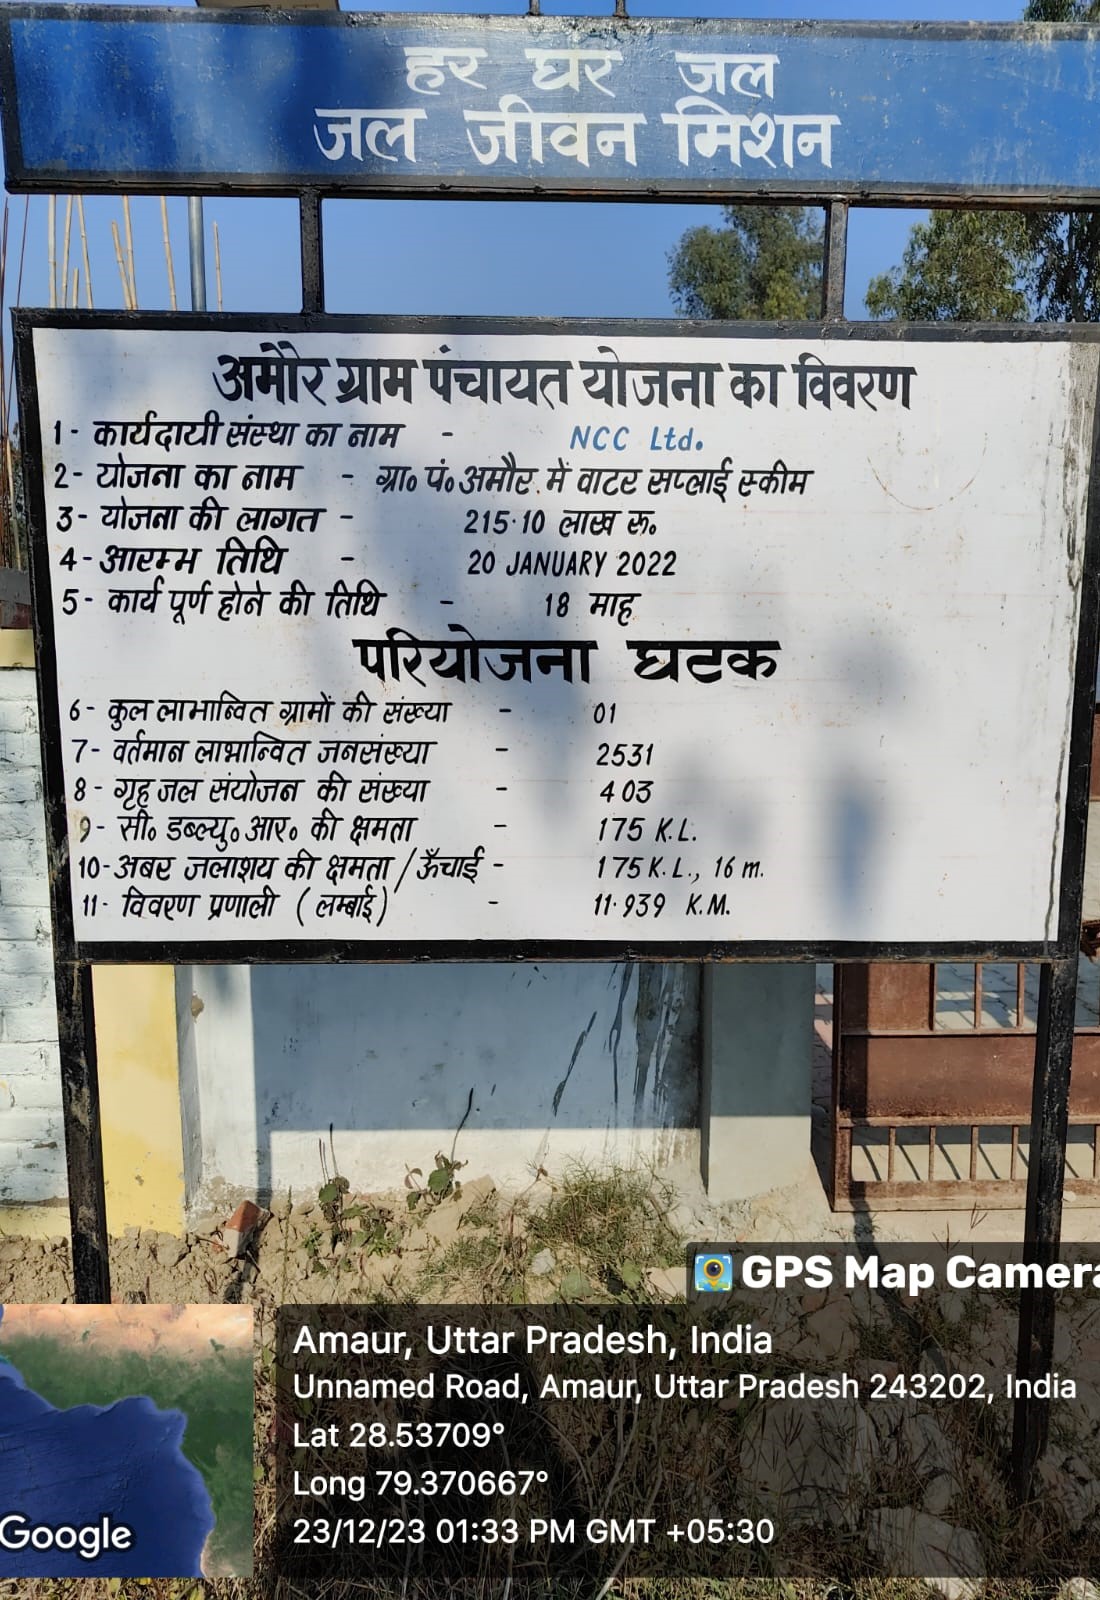 हर घर जल
जल जीवन मिशन
अमौर ग्राम पंचायत योजना का विवरण
1- कार्यदायी संस्था का नाम - NCC Ltd.
2- योजना का नाम - ग्रा० पं० अमौर में वाटर सप्लाई स्कीम
3- योजना की लागत - 215.10 लाख रू०
4- आरम्भ तिथि - 20 JANUARY 2022
5- कार्य पूर्ण होने की तिथि - 18 माह
परियोजना घटक
6- कुल लाभान्वित ग्रामों की संख्या - 01
7- वर्तमान लाभान्वित जनसंख्या - 2531
8- गृह जल संयोजन की संख्या - 403
9- सी० डब्ल्यु० आर० की क्षमता - 175 K.L.
10- अबर जलाशय की क्षमता / ऊँचाई - 175 K.L., 16 m.
11- विवरण प्रणाली (लम्बाई) - 11.939 K.M.
GPS Map Camera
Amaur, Uttar Pradesh, India
Unnamed Road, Amaur, Uttar Pradesh 243202, India
Lat 28.53709°
Long 79.370667°
23/12/23 01:33 PM GMT +05:30
Google